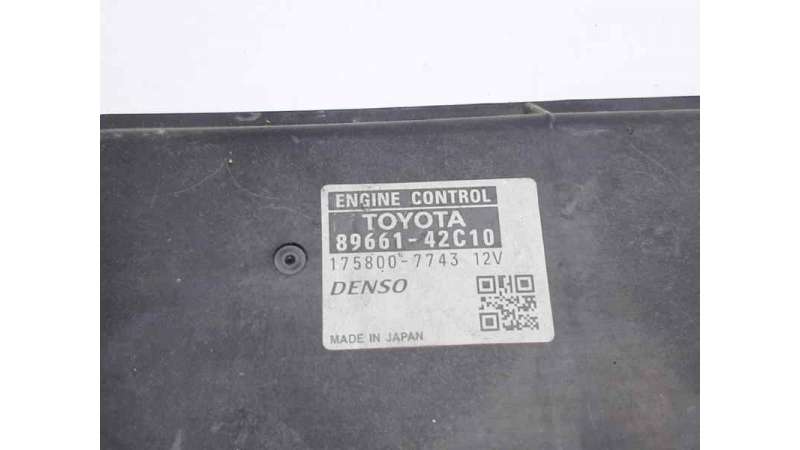 ENGINE CONTROL
TOYOTA
89661-42C10
175800-7743 12V
DENSO
MADE IN JAPAN